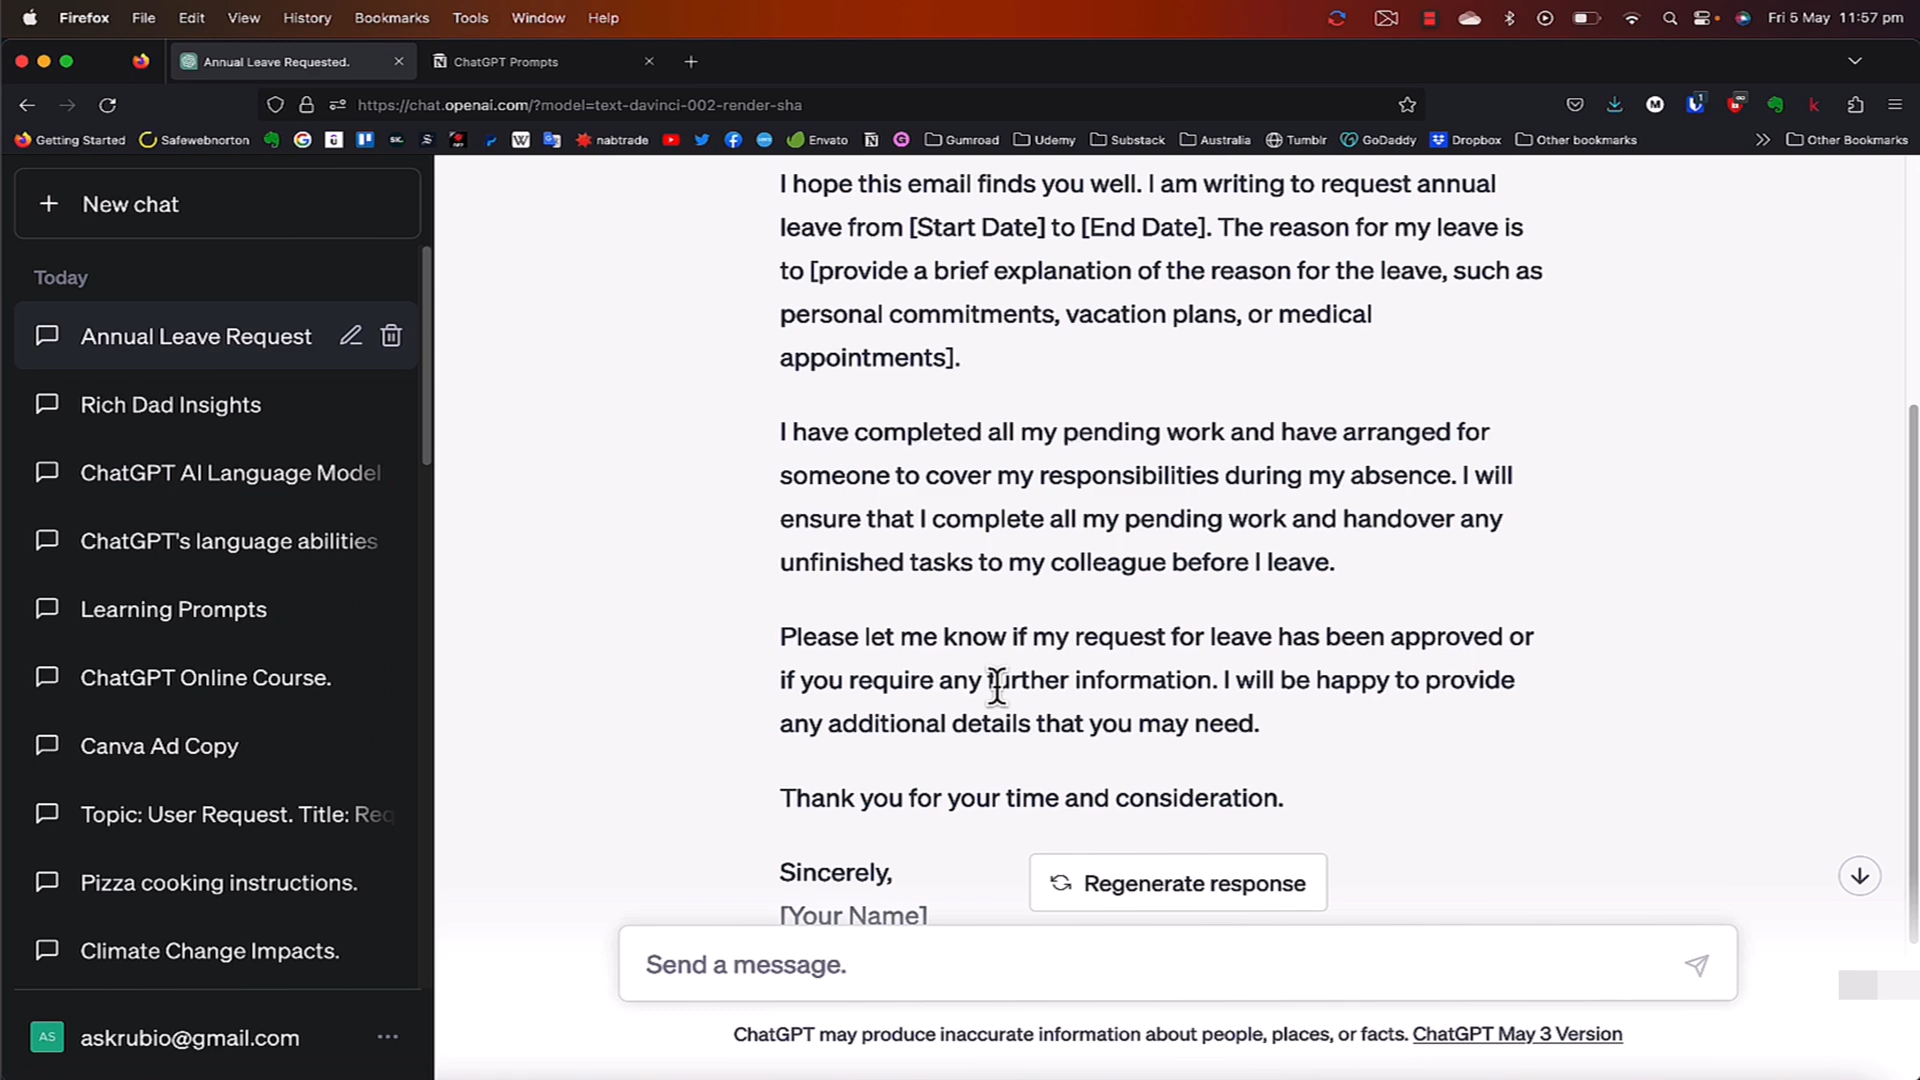 Firefox File Edit View History Bookmarks Tools Window Help Fri 5 May 11:57 pm
Annual Leave Requested. ChatGPT Prompts
https://chat.openai.com/?model=text-davinci-002-render-sha
Getting Started Safewebnorton nabtrade Envato Gumroad Udemy Substack Australia Tumblr GoDaddy Dropbox Other bookmarks Other Bookmarks
New chat
Today
Annual Leave Request
Rich Dad Insights
ChatGPT AI Language Model
ChatGPT's language abilities
Learning Prompts
ChatGPT Online Course.
Canva Ad Copy
Topic: User Request. Title: Req
Pizza cooking instructions.
Climate Change Impacts.
AS askrubio@gmail.com
I hope this email finds you well. I am writing to request annual
leave from [Start Date] to [End Date]. The reason for my leave is
to [provide a brief explanation of the reason for the leave, such as
personal commitments, vacation plans, or medical
appointments].
I have completed all my pending work and have arranged for
someone to cover my responsibilities during my absence. I will
ensure that I complete all my pending work and handover any
unfinished tasks to my colleague before I leave.
Please let me know if my request for leave has been approved or
if you require any further information. I will be happy to provide
any additional details that you may need.
Thank you for your time and consideration.
Sincerely,
[Your Name]
Regenerate response
Send a message.
ChatGPT may produce inaccurate information about people, places, or facts. ChatGPT May 3 Version